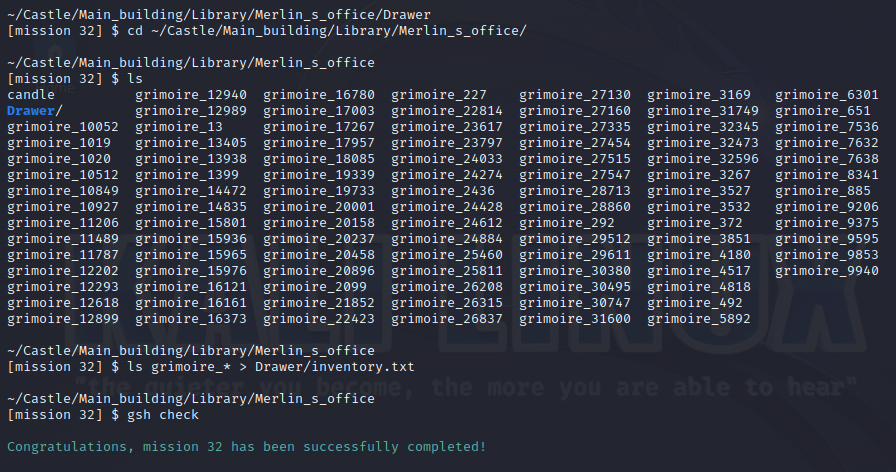 ~/Castle/Main_building/Library/Merlin_s_office/Drawer
[mission 32] $ cd ~/Castle/Main_building/Library/Merlin_s_office/
~/Castle/Main_building/Library/Merlin_s_office
[mission 32] $ ls
candle grimoire_12940 grimoire_16780 grimoire_227 grimoire_27130 grimoire_3169 grimoire_6301
Drawer/ grimoire_12989 grimoire_17003 grimoire_22814 grimoire_27160 grimoire_31749 grimoire_651
grimoire_10052 grimoire_13 grimoire_17267 grimoire_23617 grimoire_27335 grimoire_32345 grimoire_7536
grimoire_1019 grimoire_13405 grimoire_17957 grimoire_23797 grimoire_27454 grimoire_32473 grimoire_7632
grimoire_1020 grimoire_13938 grimoire_18085 grimoire_24033 grimoire_27515 grimoire_32596 grimoire_7638
grimoire_10512 grimoire_1399 grimoire_19339 grimoire_24274 grimoire_27547 grimoire_3267 grimoire_8341
grimoire_10849 grimoire_14472 grimoire_19733 grimoire_2436 grimoire_28713 grimoire_3527 grimoire_885
grimoire_10927 grimoire_14835 grimoire_20001 grimoire_24428 grimoire_28860 grimoire_3532 grimoire_9206
grimoire_11206 grimoire_15801 grimoire_20158 grimoire_24612 grimoire_292 grimoire_372 grimoire_9375
grimoire_11489 grimoire_15936 grimoire_20237 grimoire_24884 grimoire_29512 grimoire_3851 grimoire_9595
grimoire_11787 grimoire_15965 grimoire_20458 grimoire_25460 grimoire_29611 grimoire_4180 grimoire_9853
grimoire_12202 grimoire_15976 grimoire_20896 grimoire_25811 grimoire_30380 grimoire_4517 grimoire_9940
grimoire_12293 grimoire_16121 grimoire_2099 grimoire_26208 grimoire_30495 grimoire_4818
grimoire_12618 grimoire_16161 grimoire_21852 grimoire_26315 grimoire_30747 grimoire_492
grimoire_12899 grimoire_16373 grimoire_22423 grimoire_26837 grimoire_31600 grimoire_5892
KALI LINUX
~/Castle/Main_building/Library/Merlin_s_office
[mission 32] $ ls grimoire_* > Drawer/inventory.txt
"the quieter you become, the more you are able to hear"
~/Castle/Main_building/Library/Merlin_s_office
[mission 32] $ gsh check
Congratulations, mission 32 has been successfully completed!